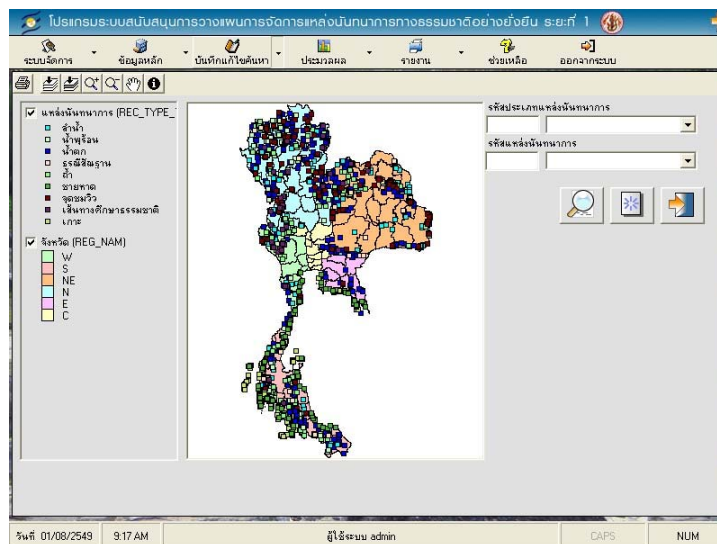 โปรแกรมระบบสนับสนุนการวางแผนการจัดการแหล่งนันทนาการทางธรรมชาติอย่างยั่งยืน ระยะที่ 1
ระบบจัดการ ข้อมูลหลัก บันทึกแก้ไขค้นหา ประมวลผล รายงาน ช่วยเหลือ ออกจากระบบ
แหล่งนันทนาการ (REC_TYPE_
ลำน้ำ
น้ำพุร้อน
น้ำตก
ธรณีสัณฐาน
ถ้ำ
ชายหาด
จุดชมวิว
เส้นทางศึกษาธรรมชาติ
เกาะ
จังหวัด (REG_NAM)
W
S
NE
N
E
C
รหัสประเภทแหล่งนันทนาการ
รหัสแหล่งนันทนาการ
วันที่ 01/08/2549 9:17 AM ผู้ใช้ระบบ admin CAPS NUM